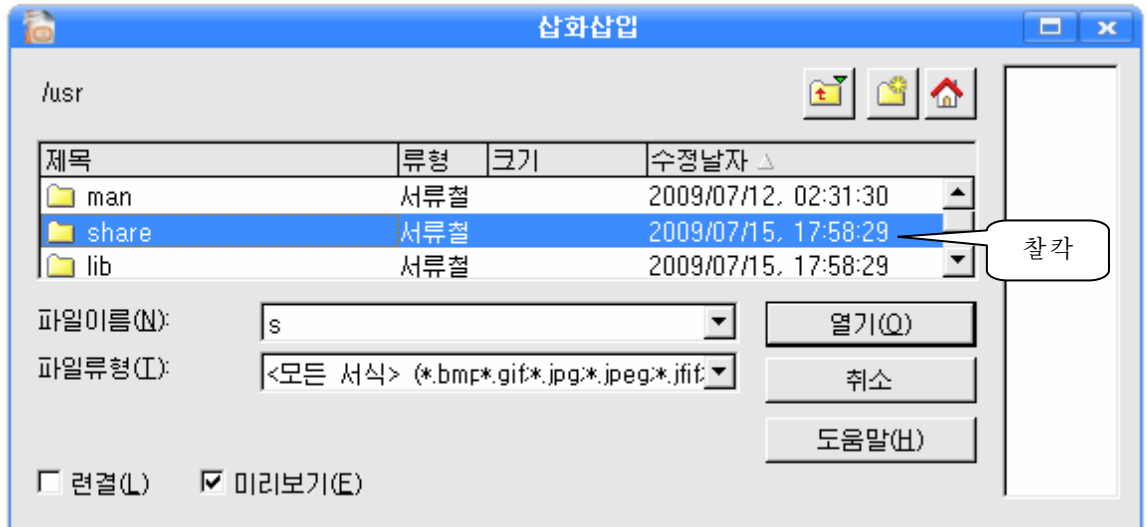 삽화삽입
/usr
제목 류형 크기 수정날자
man 서류철 2009/07/12, 02:31:30
share 서류철 2009/07/15, 17:58:29
찰칵
lib 서류철 2009/07/15, 17:58:29
파일이름(N): s 열기(O)
파일류형(T): <모든 서식> (*.bmp*.gif;*.jpg;*.jpeg;*.jfif;
취소
도움말(H)
련결(L) 미리보기(E)